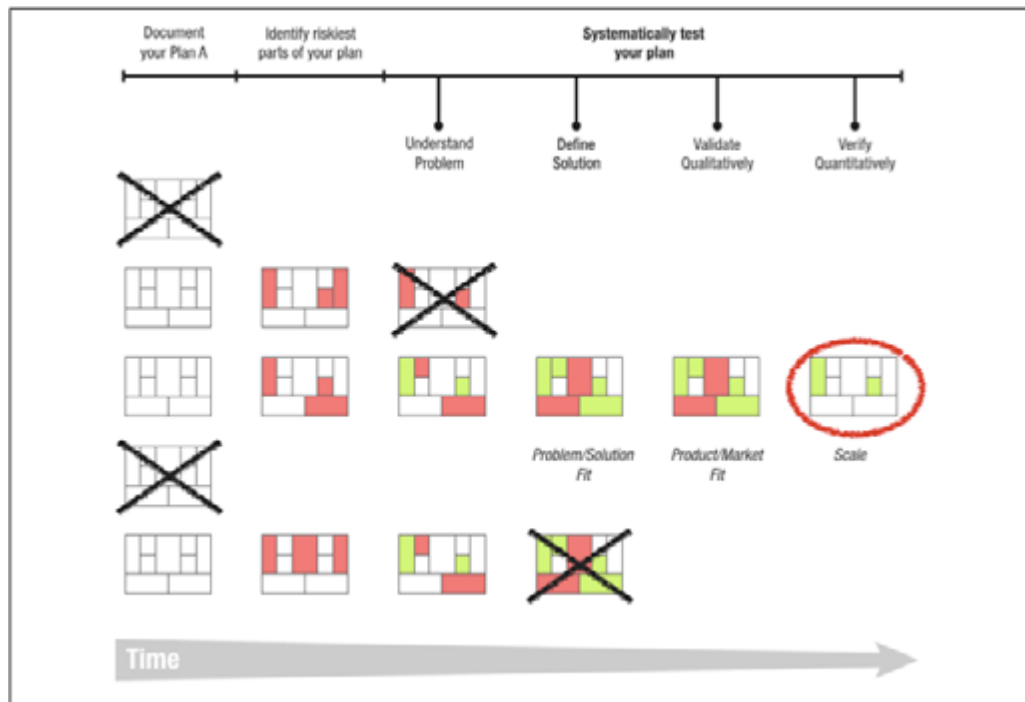 Document
your Plan A
Identify riskiest
parts of your plan
Systematically test
your plan
Understand
Problem
Define
Solution
Validate
Qualitatively
Verify
Quantitatively
Problem/Solution
Fit
Product/Market
Fit
Scale
Time